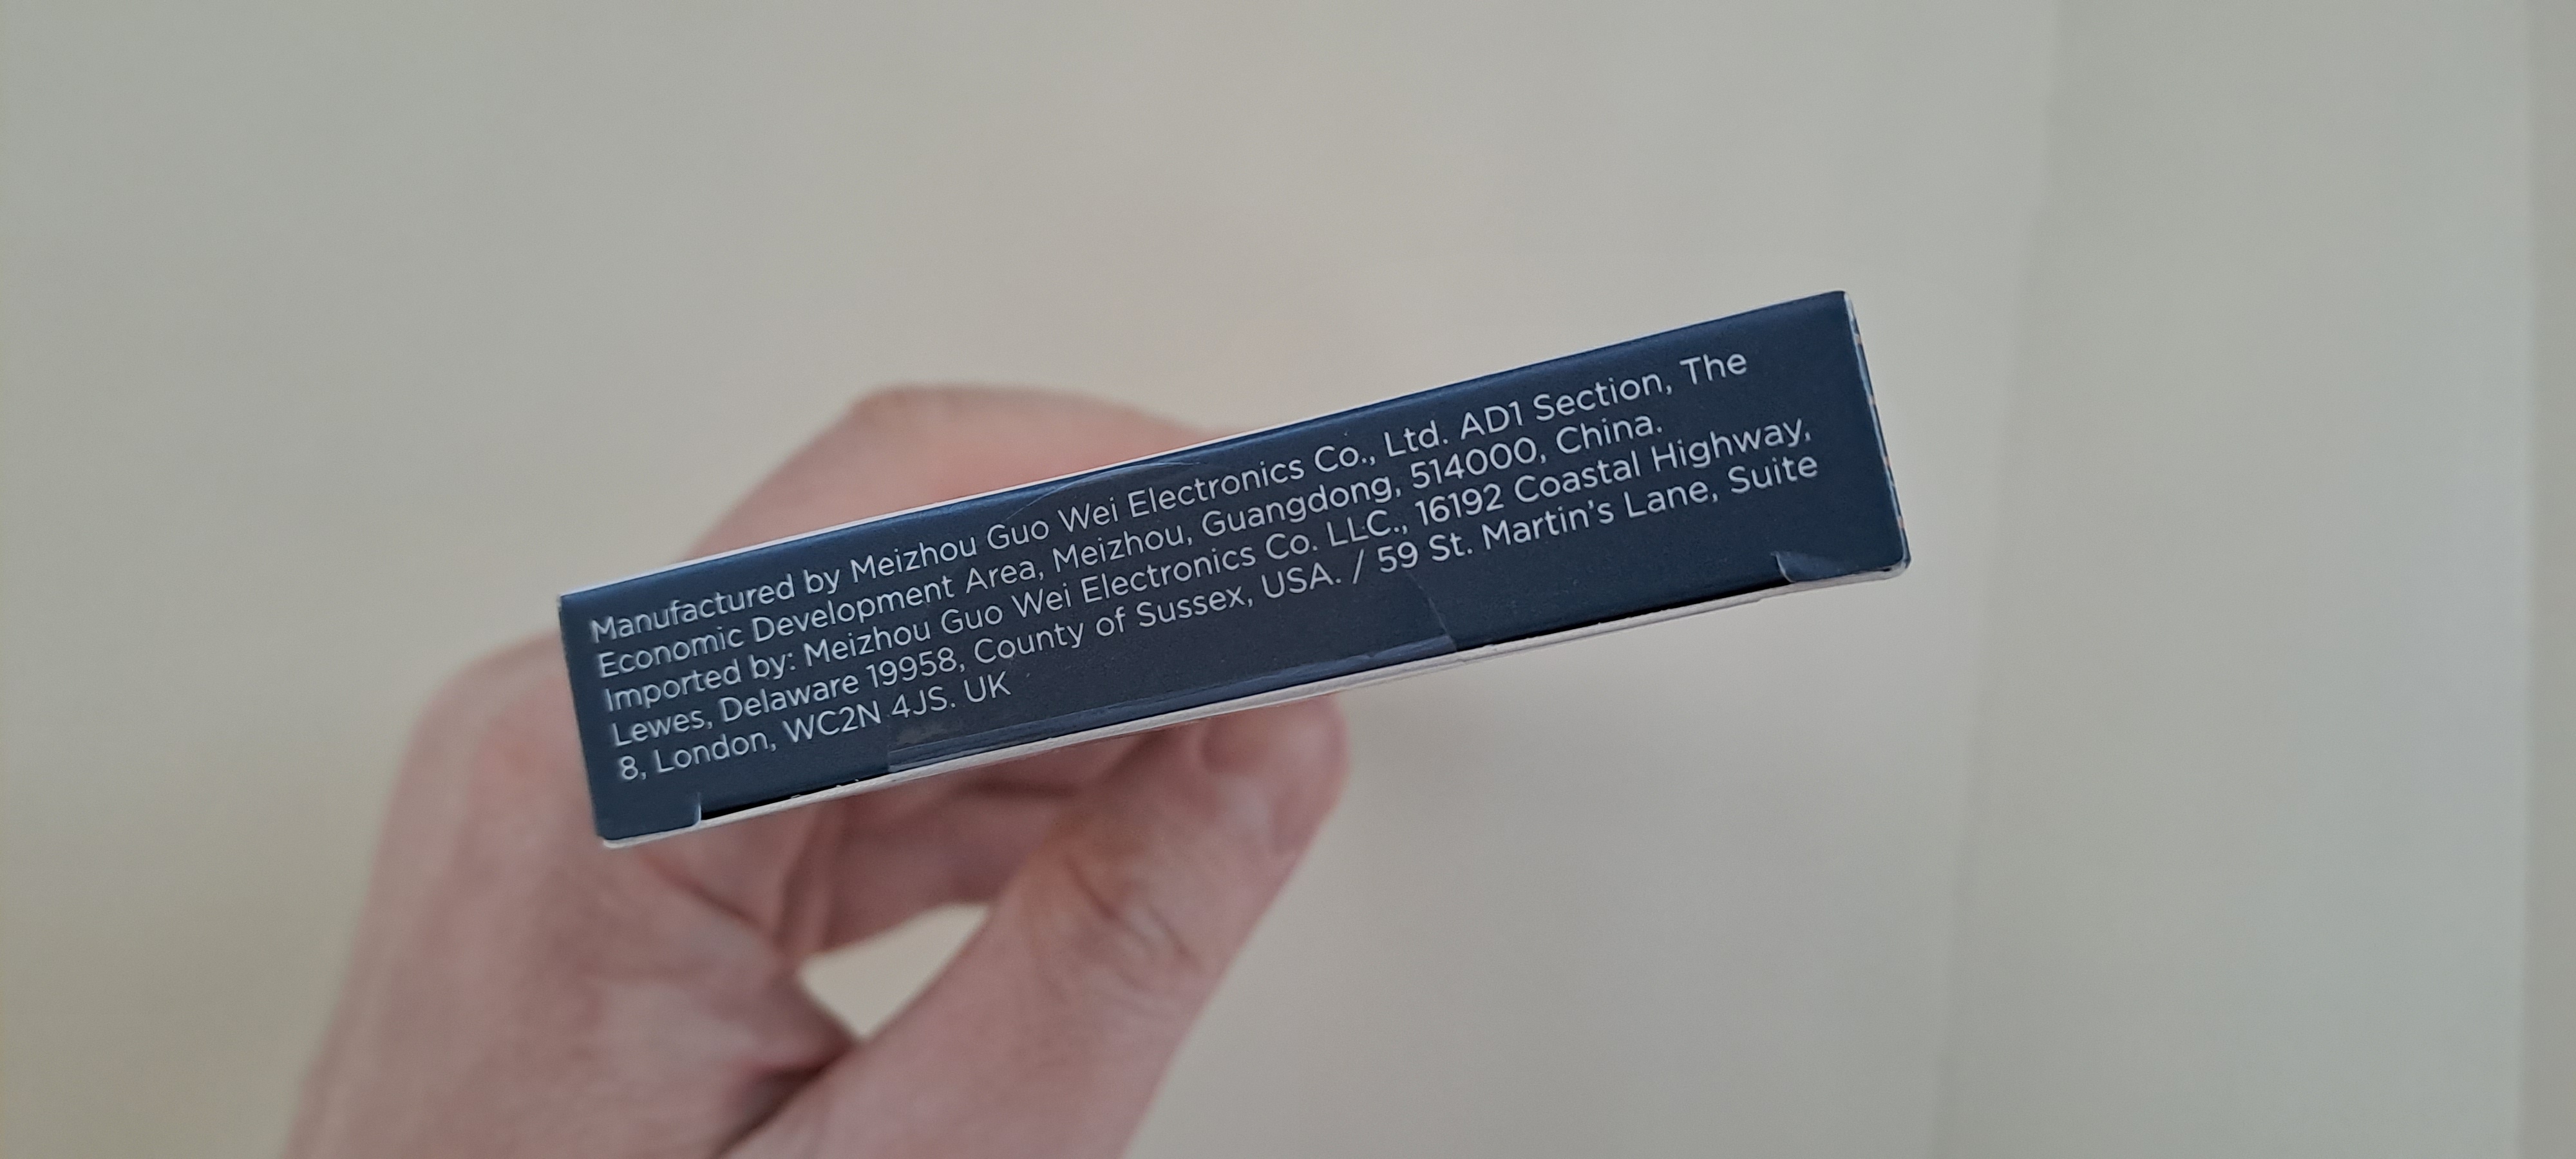 Manufactured by Meizhou Guo Wei Electronics Co., Ltd. AD1 Section, The
Economic Development Area, Meizhou, Guangdong, 514000, China.
Imported by: Meizhou Guo Wei Electronics Co. LLC., 16192 Coastal Highway,
Lewes, Delaware 19958, County of Sussex, USA. / 59 St. Martin's Lane, Suite
8, London, WC2N 4JS. UK